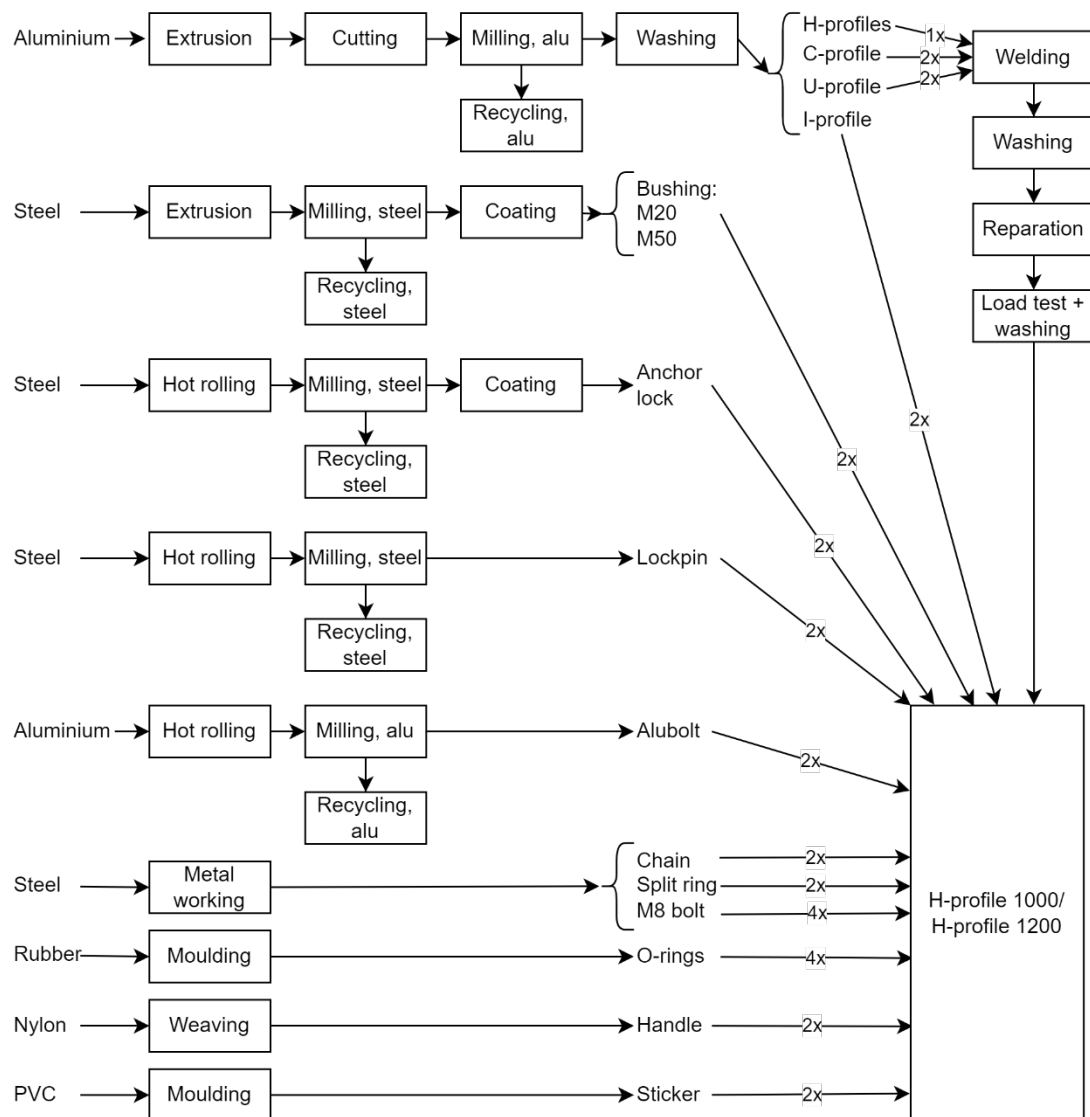 Aluminium
Extrusion
Cutting
Milling, alu
Washing
H-profiles
C-profile
U-profile
I-profile
1x
2x
2x
Welding
Recycling,
alu
Washing
Steel
Extrusion
Milling, steel
Coating
Bushing:
M20
M50
Reparation
Recycling,
steel
Load test +
washing
Steel
Hot rolling
Milling, steel
Coating
Anchor
lock
2x
2x
Recycling,
steel
2x
Steel
Hot rolling
Milling, steel
Lockpin
2x
Recycling,
steel
Aluminium
Hot rolling
Milling, alu
Alubolt
2x
Recycling,
alu
Steel
Metal
working
Chain
Split ring
M8 bolt
2x
2x
4x
H-profile 1000/
H-profile 1200
Rubber
Moulding
O-rings
4x
Nylon
Weaving
Handle
2x
PVC
Moulding
Sticker
2x